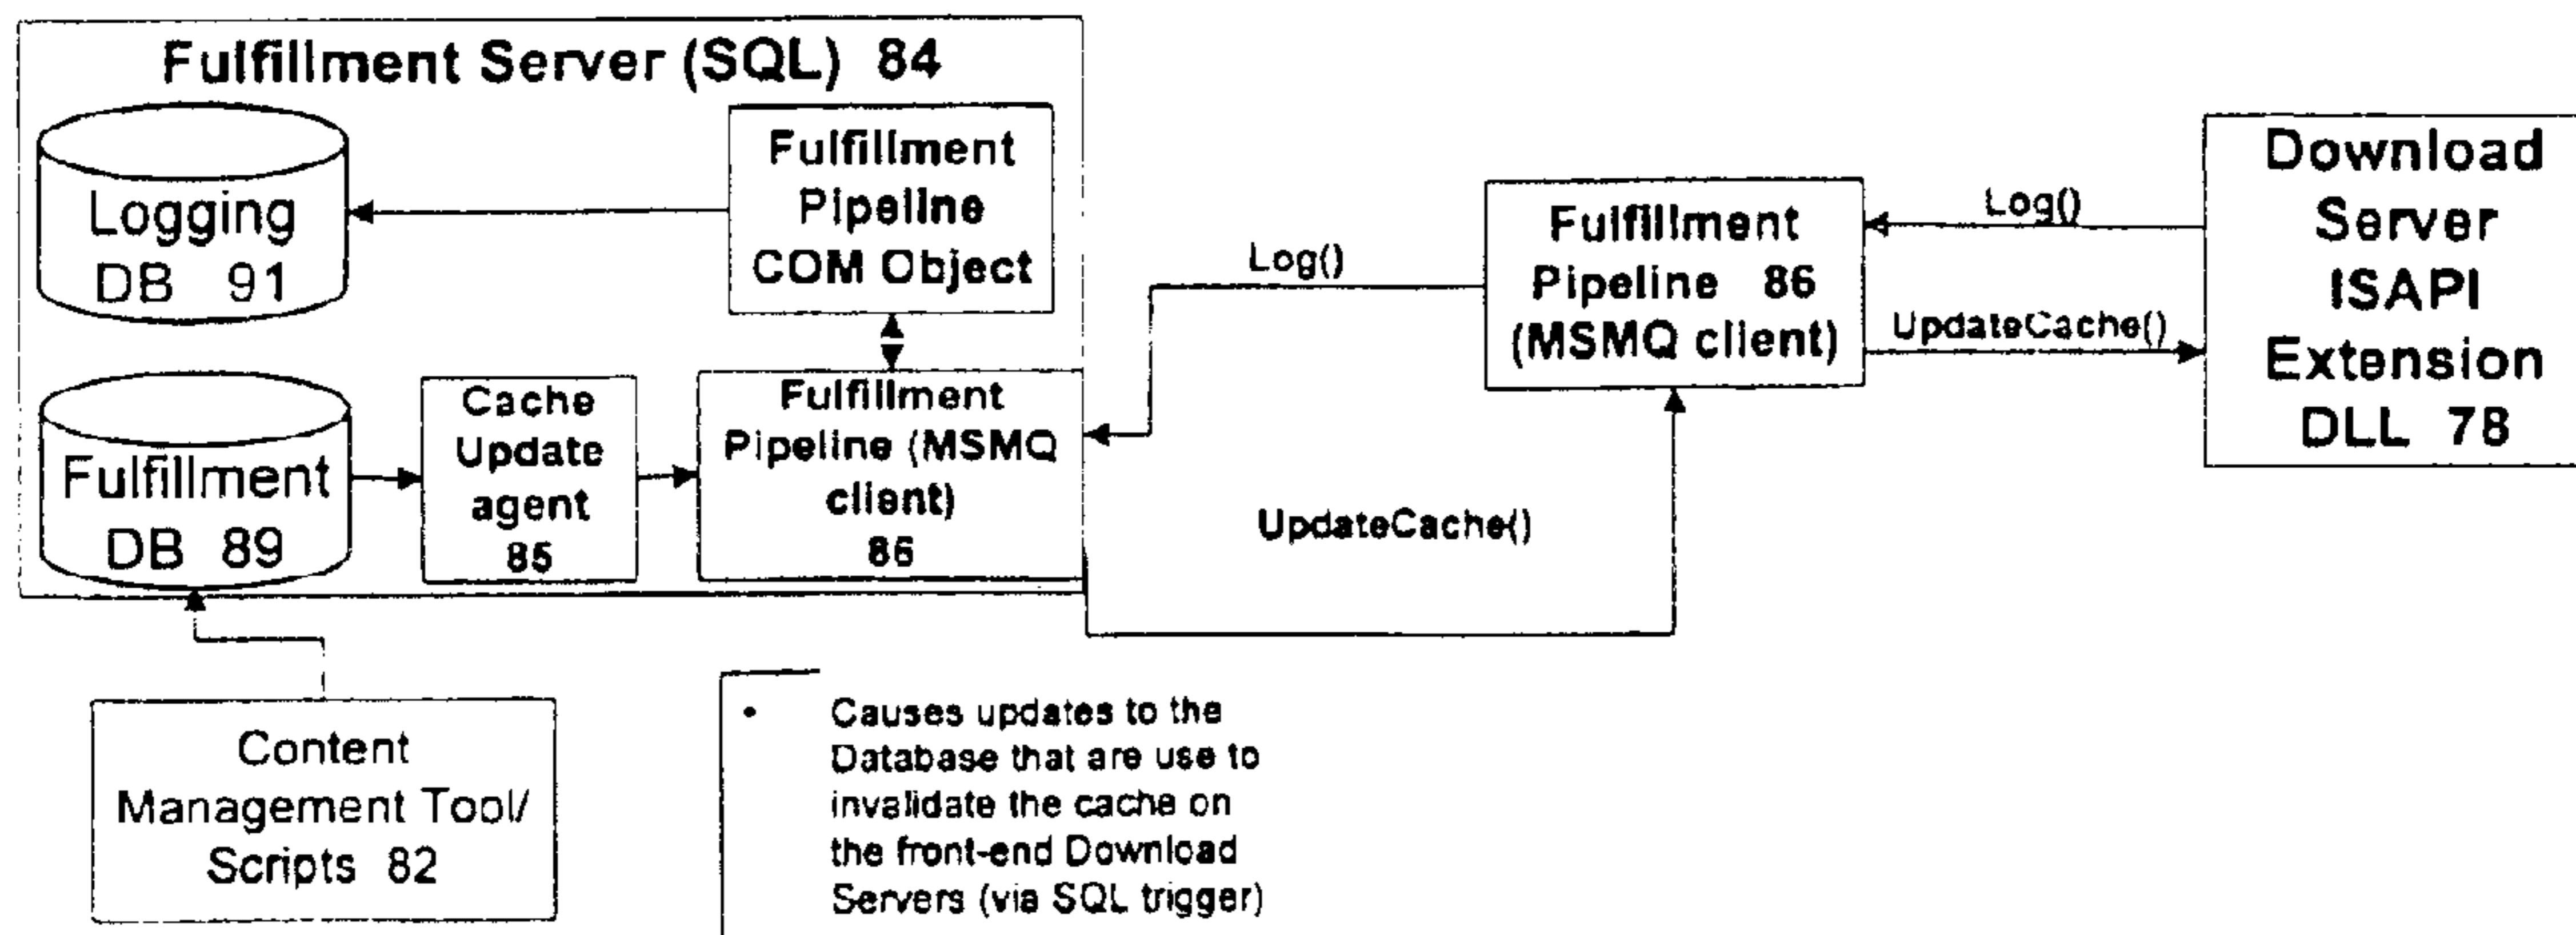 Fulfillment Server (SQL) 84
Logging
DB 91
Fulfillment
Pipeline
COM Object
Fulfillment
DB 89
Cache
Update
agent
85
Fulfillment
Pipeline (MSMQ
client)
86
Log()
UpdateCache()
Fulfillment
Pipeline 86
(MSMQ client)
Log()
UpdateCache()
Download
Server
ISAPI
Extension
DLL 78
Content
Management Tool/
Scripts 82
• Causes updates to the
Database that are use to
invalidate the cache on
the front-end Download
Servers (via SQL trigger)